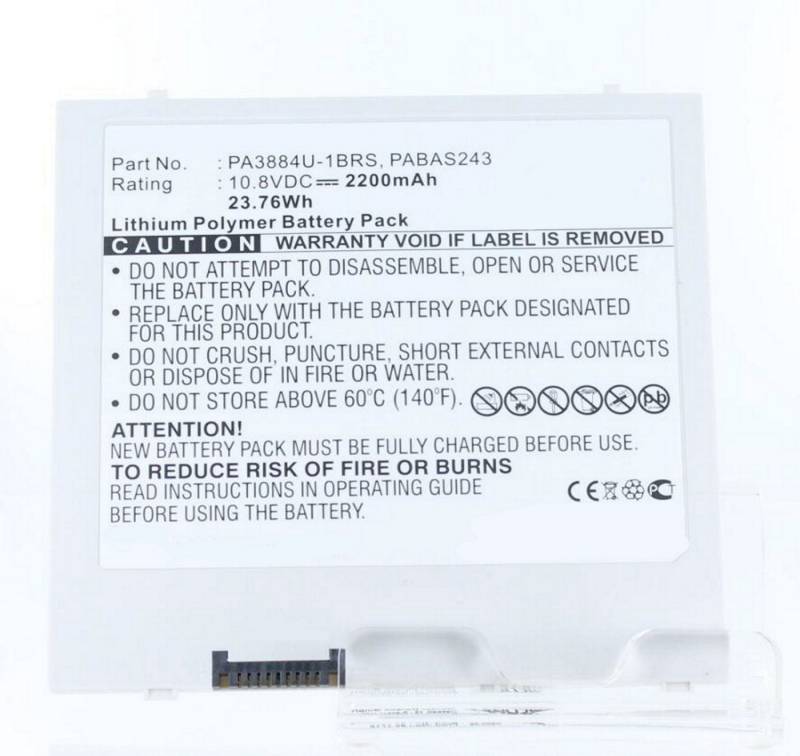 Part No. : PA3884U-1BRS, PABAS243
Rating : 10.8VDC⎓ 2200mAh
23.76Wh
Lithium Polymer Battery Pack
CAUTION WARRANTY VOID IF LABEL IS REMOVED
• DO NOT ATTEMPT TO DISASSEMBLE, OPEN OR SERVICE
THE BATTERY PACK.
• REPLACE ONLY WITH THE BATTERY PACK DESIGNATED
FOR THIS PRODUCT.
• DO NOT CRUSH, PUNCTURE, SHORT EXTERNAL CONTACTS
OR DISPOSE OF IN FIRE OR WATER.
• DO NOT STORE ABOVE 60°C (140°F). Pb
ATTENTION!
NEW BATTERY PACK MUST BE FULLY CHARGED BEFORE USE.
TO REDUCE RISK OF FIRE OR BURNS
READ INSTRUCTIONS IN OPERATING GUIDE
BEFORE USING THE BATTERY.
CE